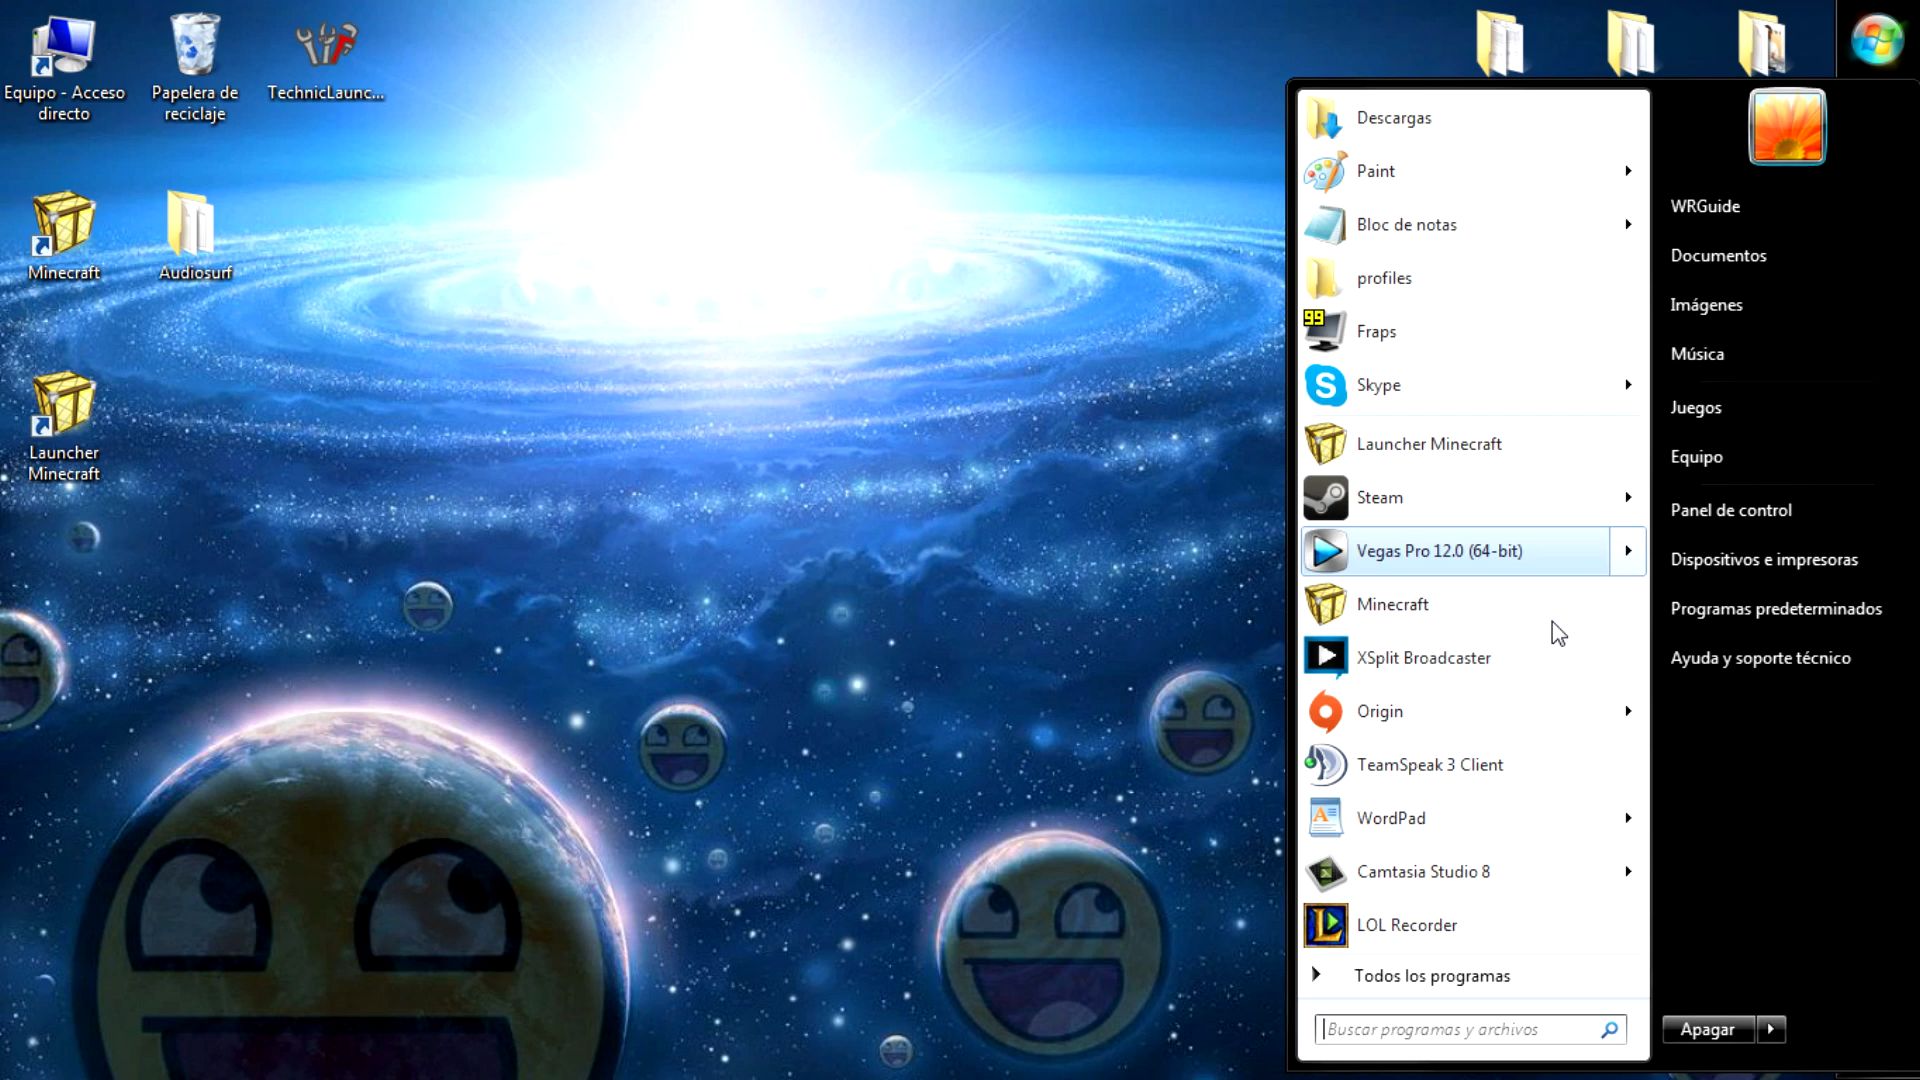 Equipo - Acceso
directo
Papelera de
reciclaje
TechnicLaunc...
Minecraft
Audiosurf
Launcher
Minecraft
Descargas
Paint
Bloc de notas
profiles
99
Fraps
Skype
Launcher Minecraft
Steam
Vegas Pro 12.0 (64-bit)
Minecraft
XSplit Broadcaster
Origin
TeamSpeak 3 Client
WordPad
Camtasia Studio 8
LOL Recorder
Todos los programas
Buscar programas y archivos
WRGuide
Documentos
Imágenes
Música
Juegos
Equipo
Panel de control
Dispositivos e impresoras
Programas predeterminados
Ayuda y soporte técnico
Apagar